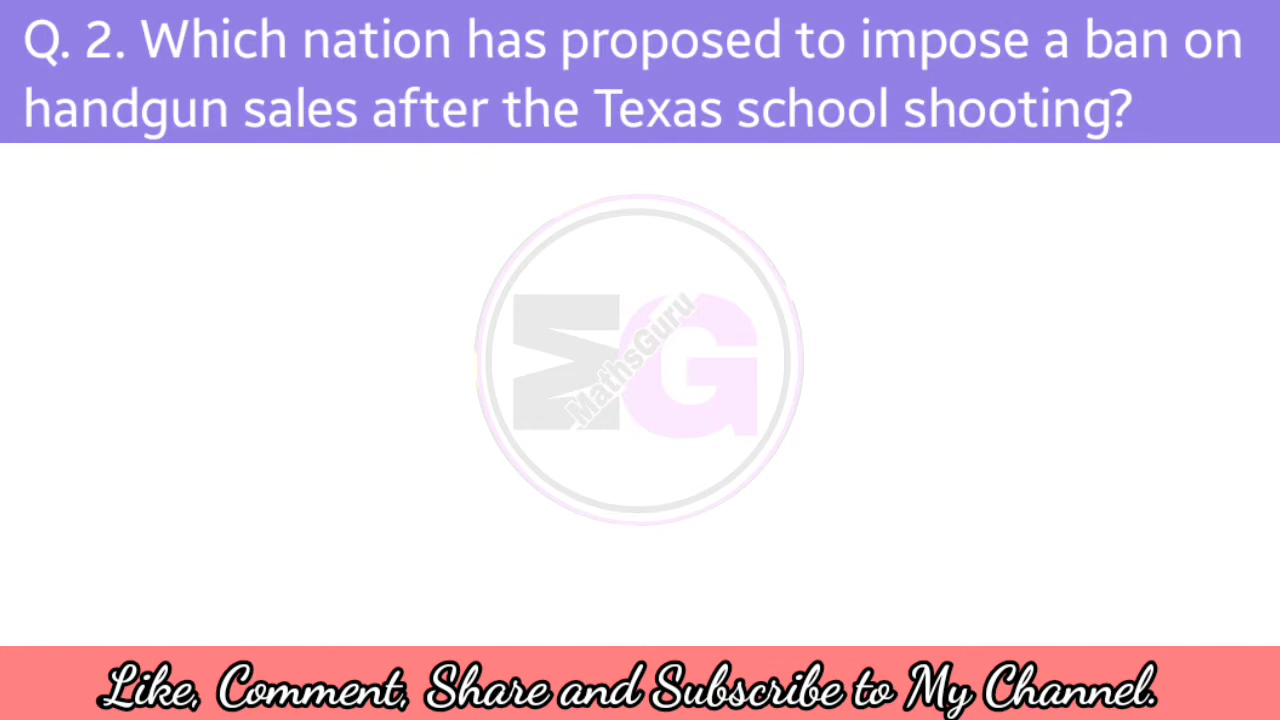 Q. 2. Which nation has proposed to impose a ban on
handgun sales after the Texas school shooting?
MG
MathsGuru
Like, Comment, Share and Subscribe to My Channel.